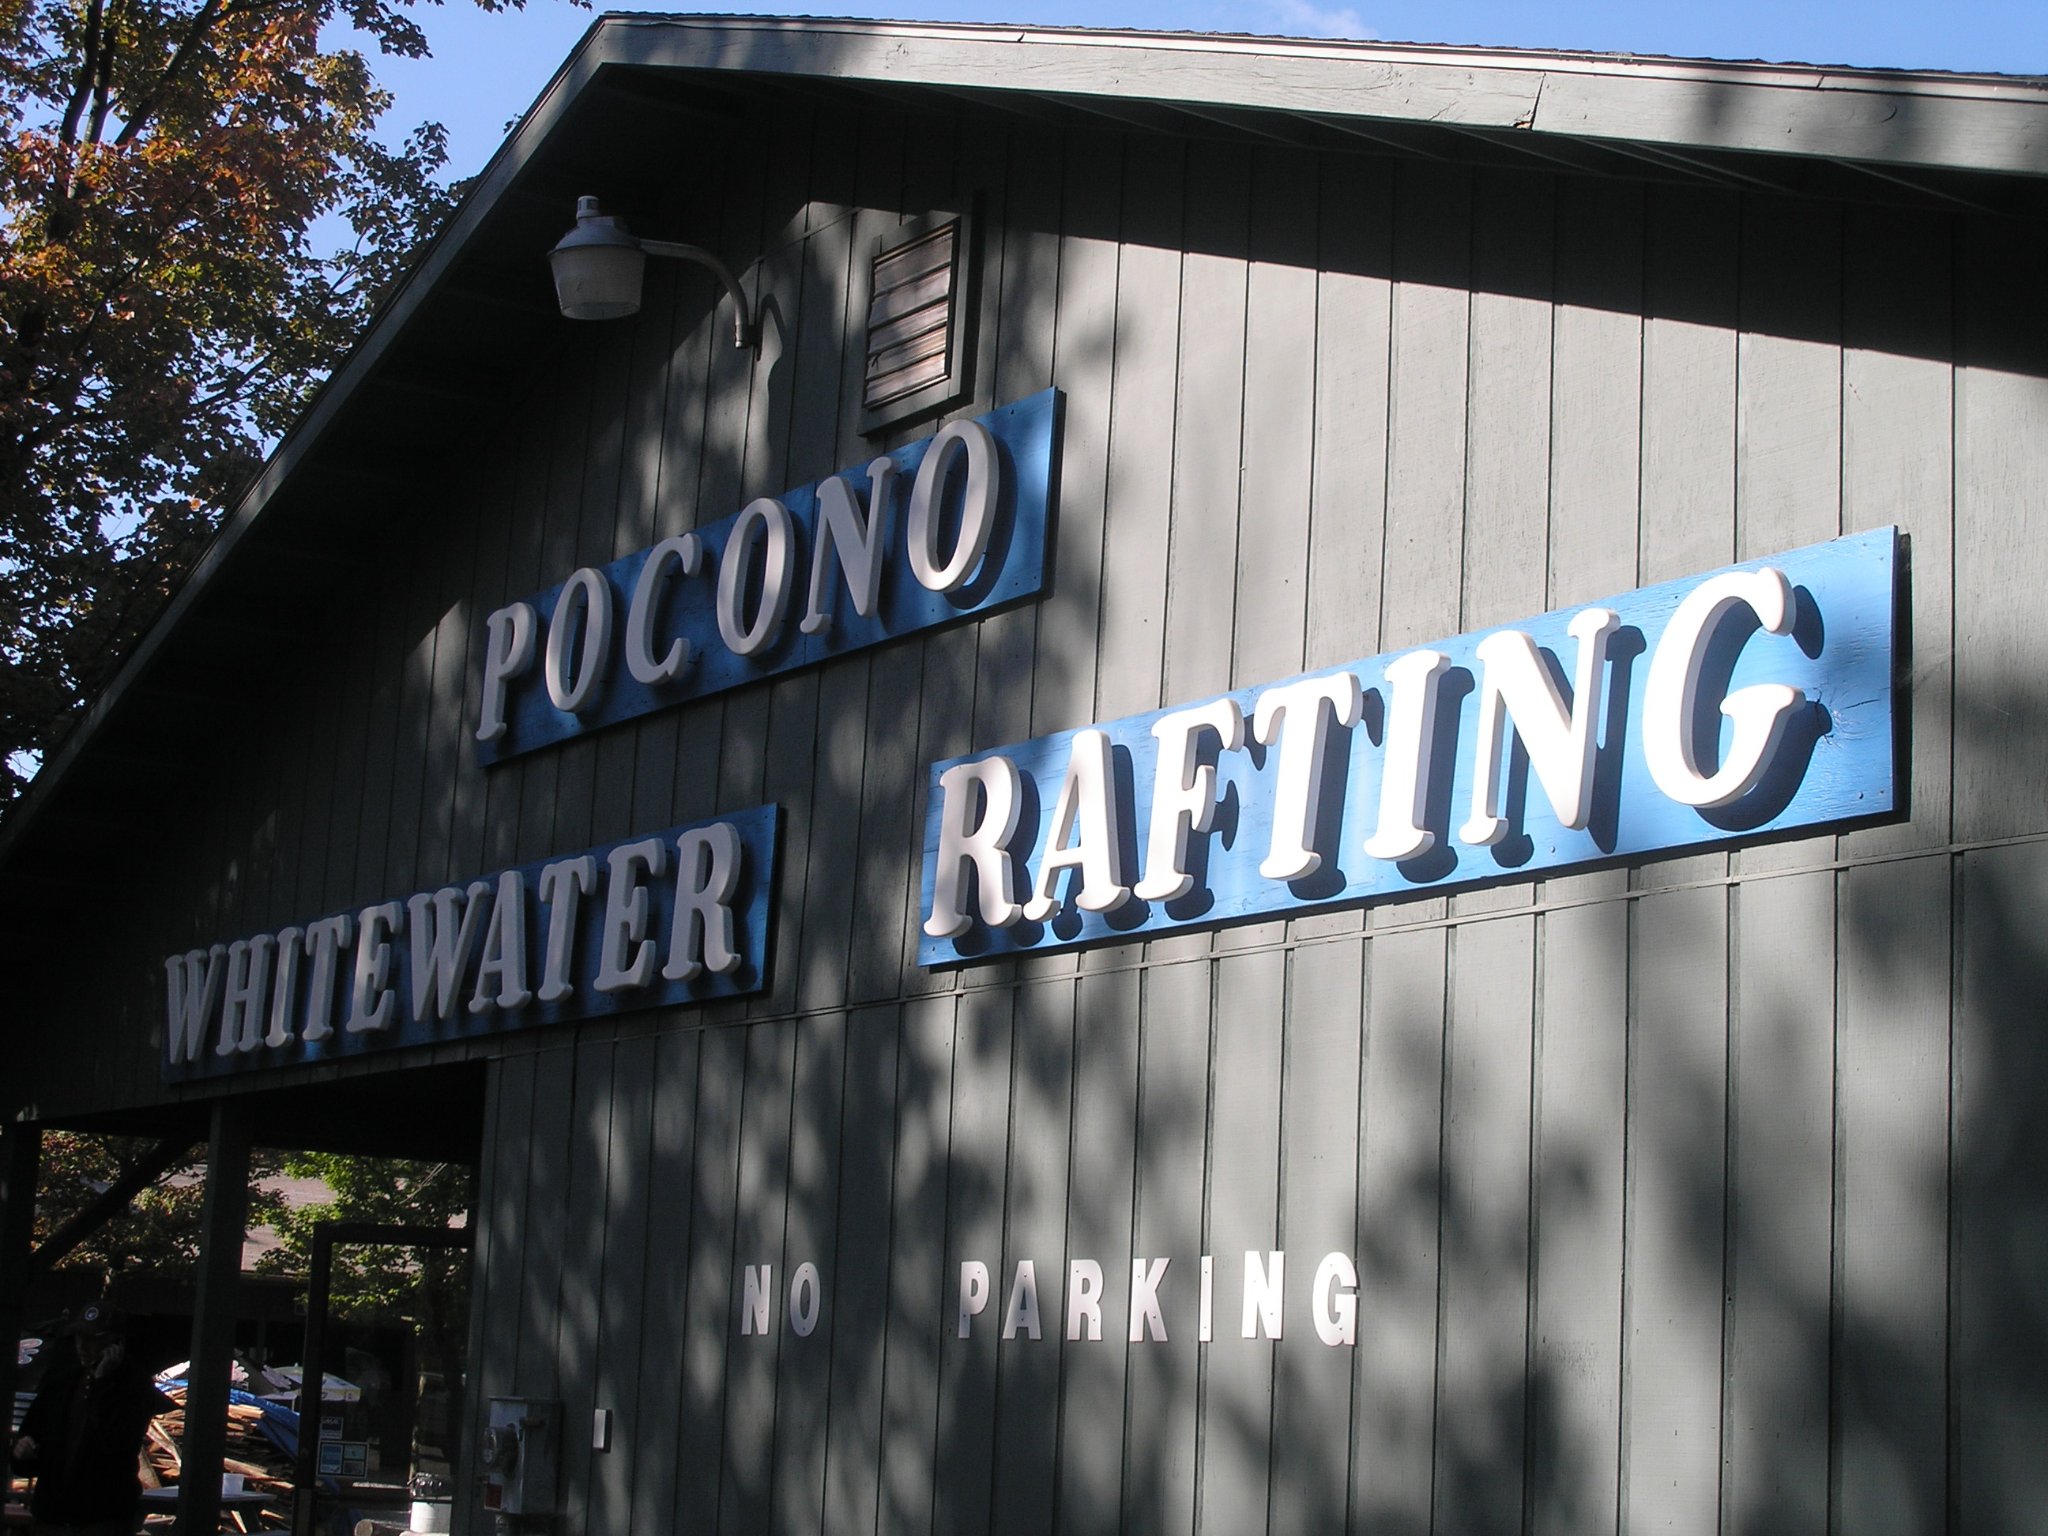 POCONO
WHITEWATER RAFTING
NO PARKING